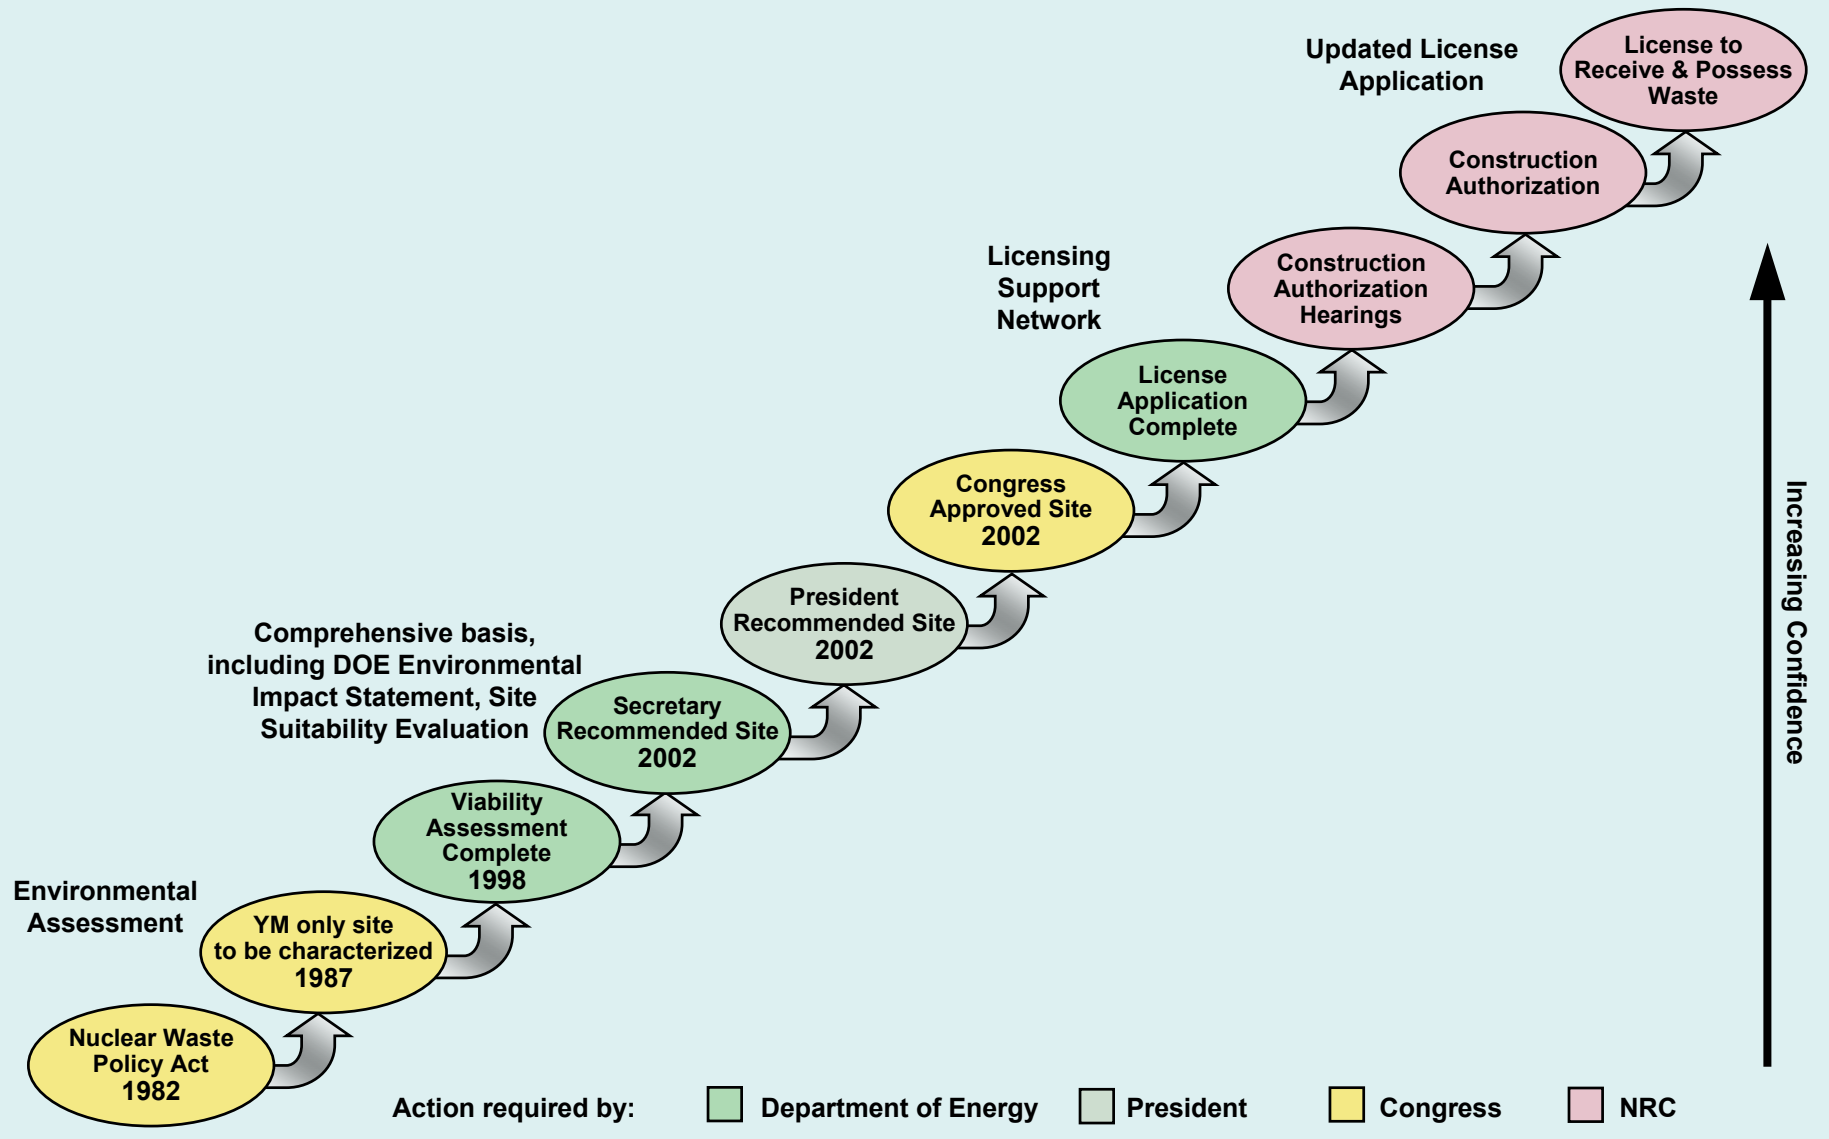 Updated License
Application
License to
Receive & Possess
Waste
Construction
Authorization
Licensing
Support
Network
Construction
Authorization
Hearings
License
Application
Complete
Congress
Approved Site
2002
President
Recommended Site
2002
Comprehensive basis,
including DOE Environmental
Impact Statement, Site
Suitability Evaluation
Secretary
Recommended Site
2002
Viability
Assessment
Complete
1998
Environmental
Assessment
YM only site
to be characterized
1987
Nuclear Waste
Policy Act
1982
Increasing Confidence
Action required by:
Department of Energy
President
Congress
NRC